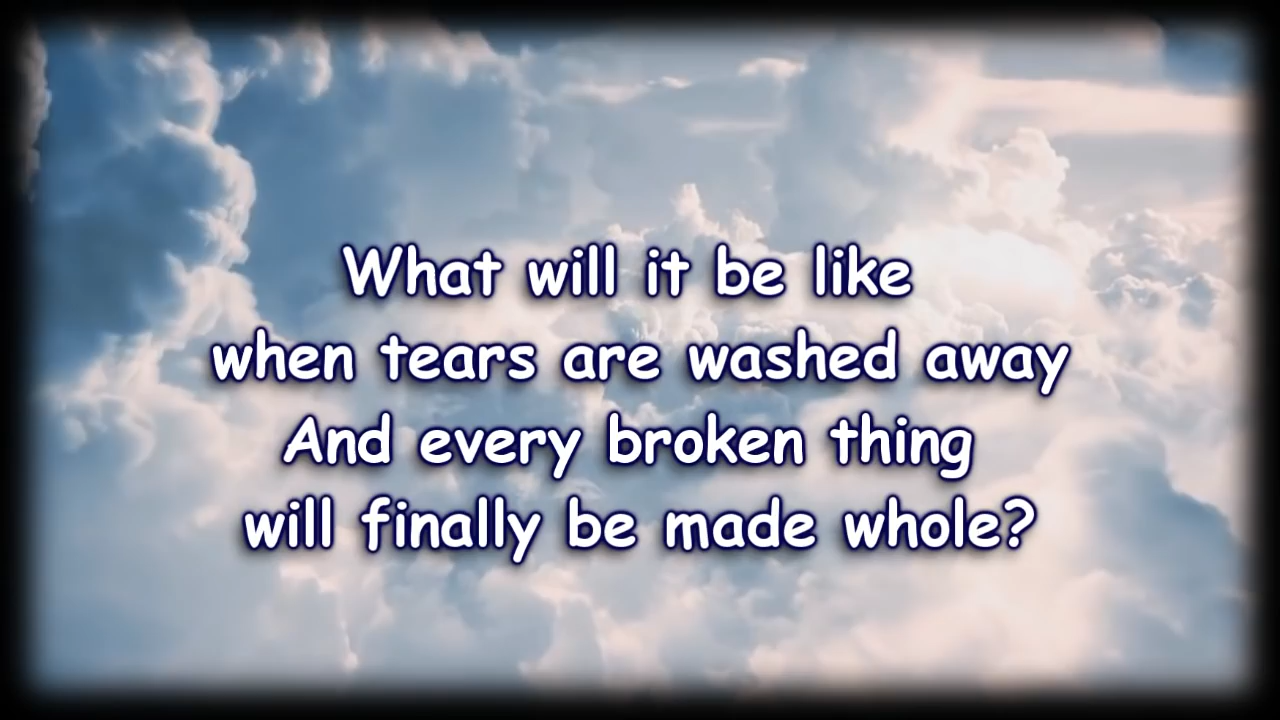 What will it be like
when tears are washed away
And every broken thing
will finally be made whole?